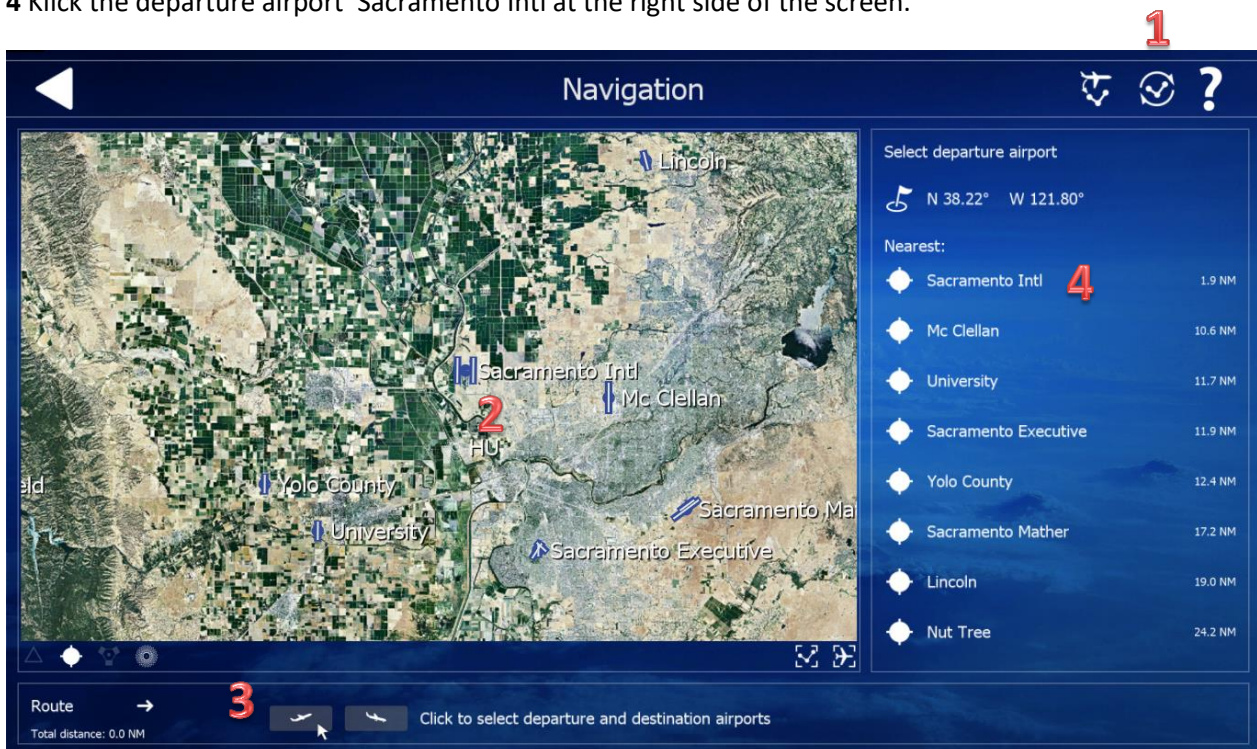 4 Klick the departure airport  Sacramento Intl at the right side of the screen.
1
Navigation
?
Lincoln
Sacramento Intl
Mc Clellan
2
HU
eld
Yolo County
University
Sacramento Ma
Sacramento Executive
Select departure airport
N 38.22° W 121.80°
Nearest:
Sacramento Intl 4 1.9 NM
Mc Clellan 10.6 NM
University 11.7 NM
Sacramento Executive 11.9 NM
Yolo County 12.4 NM
Sacramento Mather 17.2 NM
Lincoln 19.0 NM
Nut Tree 24.2 NM
Route →
Total distance: 0.0 NM
3
Click to select departure and destination airports